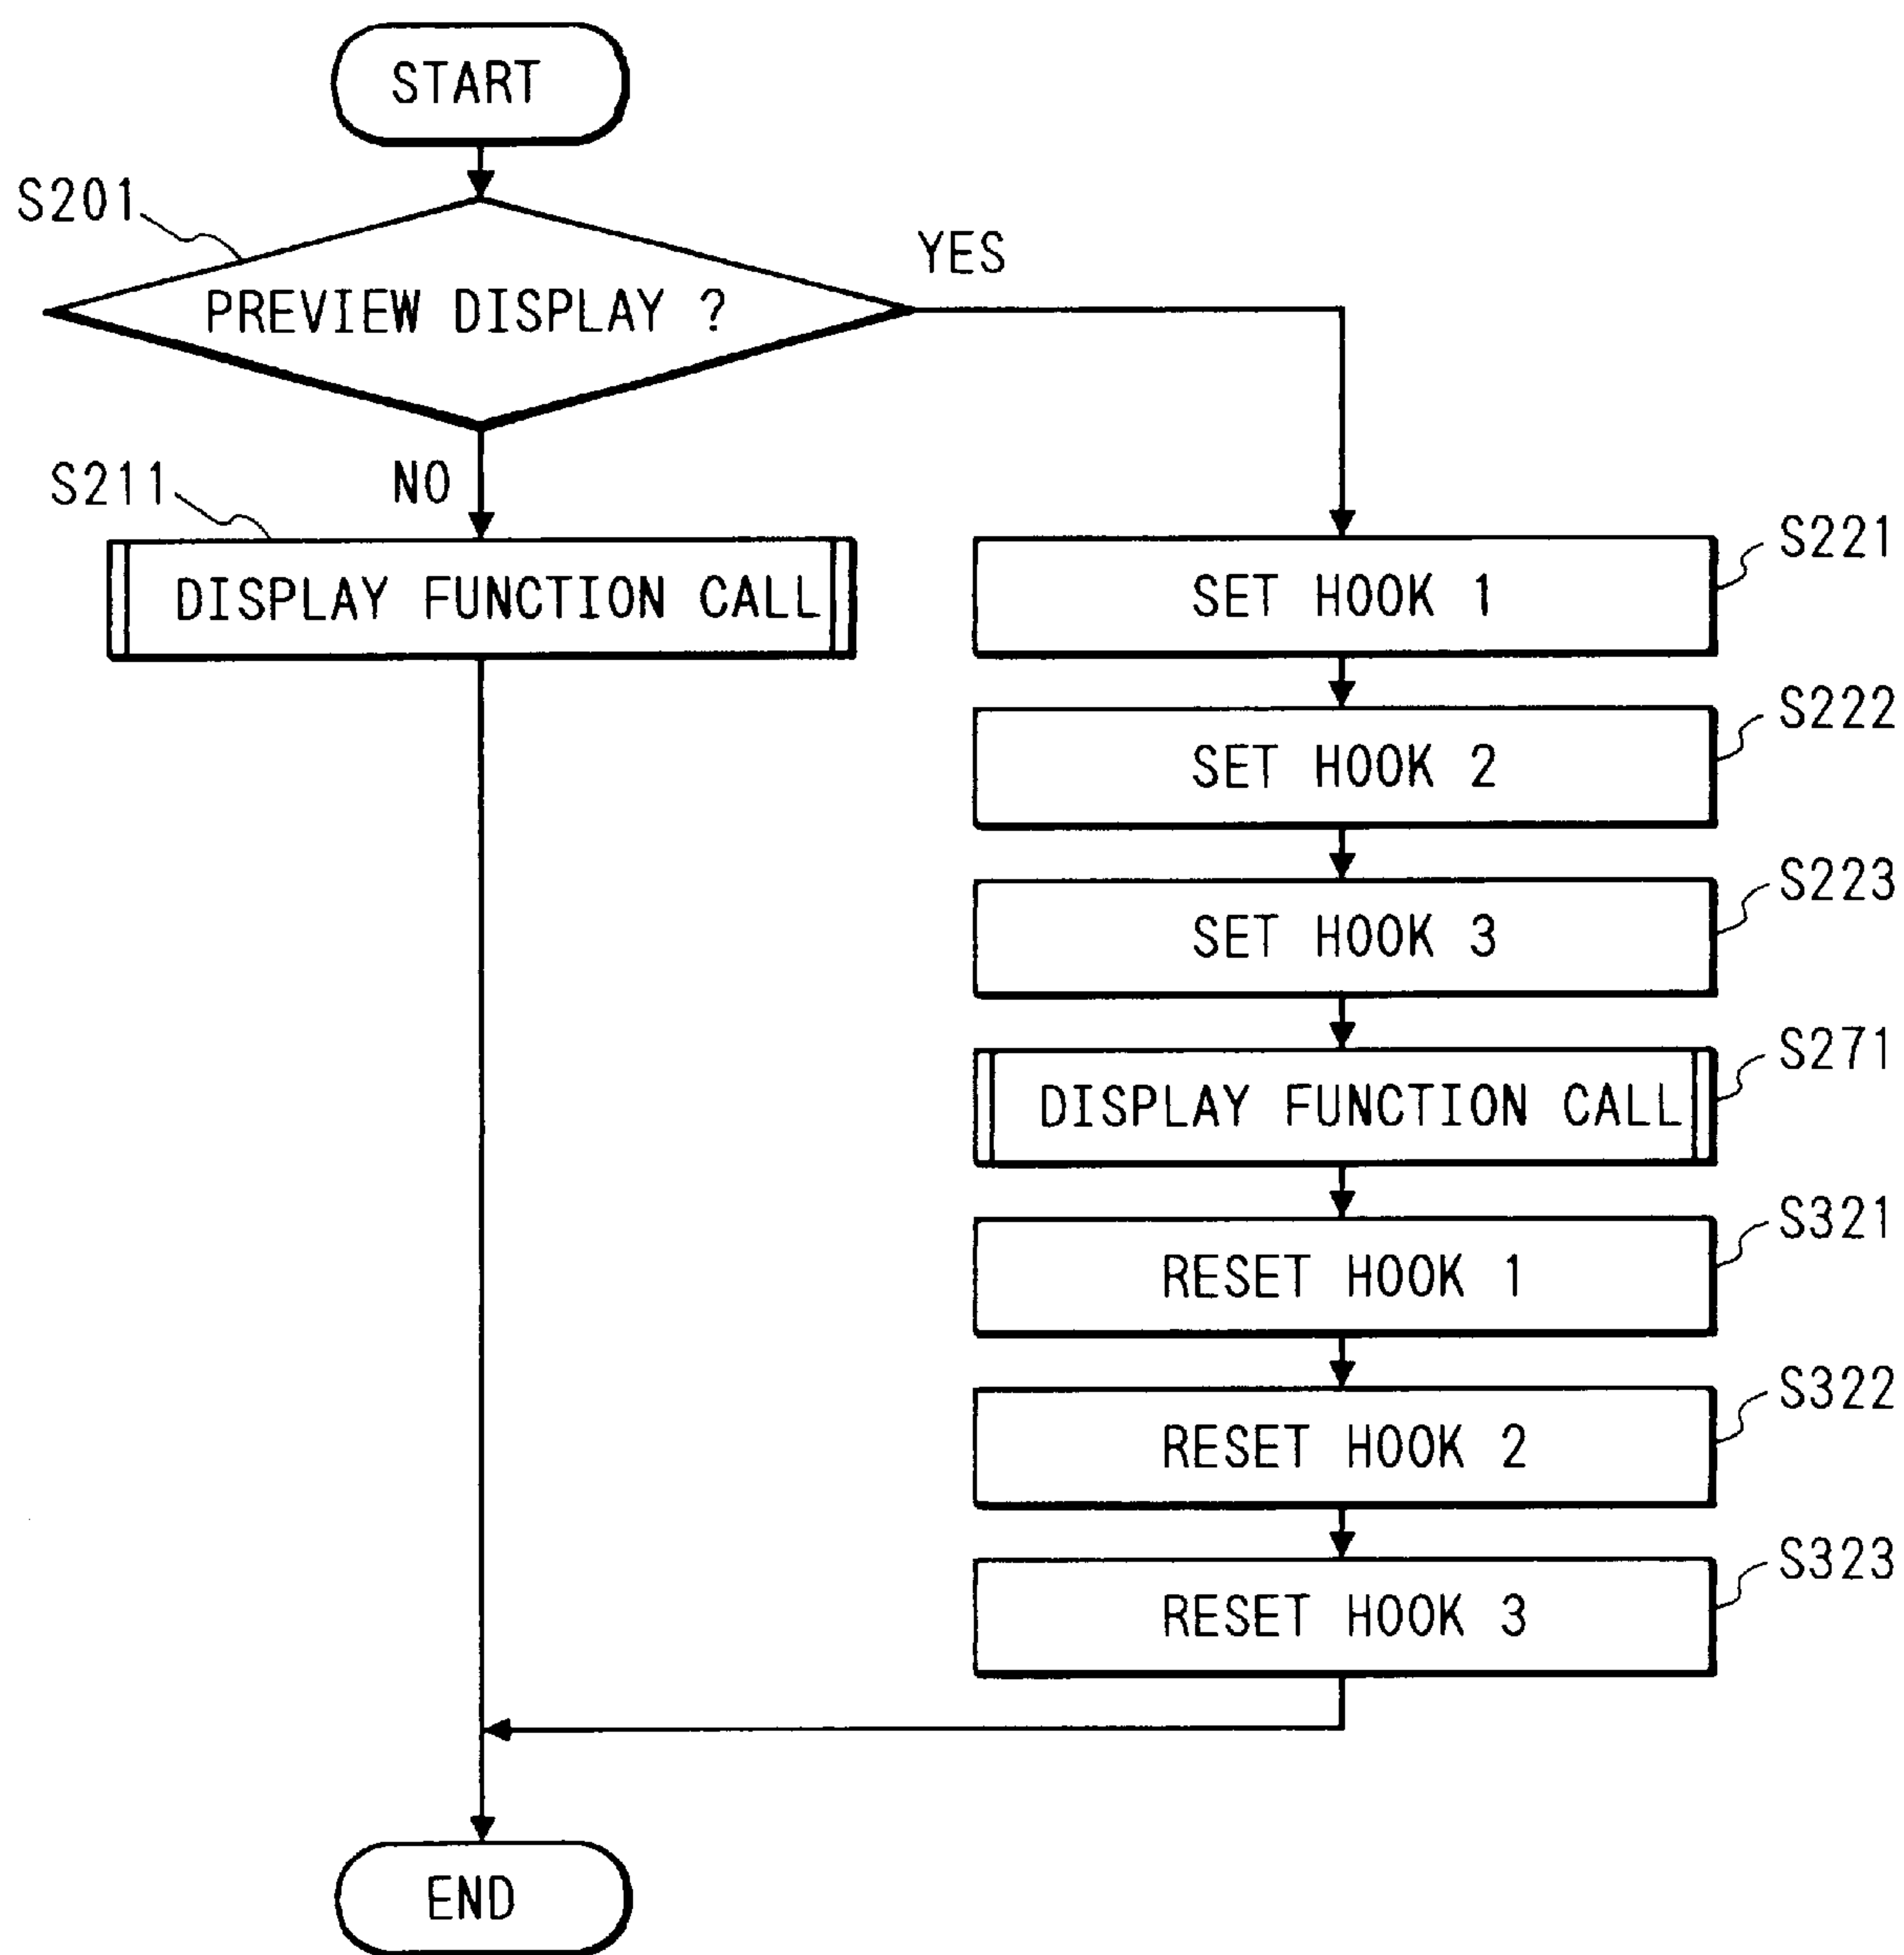 START
S201
YES
PREVIEW DISPLAY ?
S211
NO
DISPLAY FUNCTION CALL
S221
SET HOOK 1
S222
SET HOOK 2
S223
SET HOOK 3
S271
DISPLAY FUNCTION CALL
S321
RESET HOOK 1
S322
RESET HOOK 2
S323
RESET HOOK 3
END